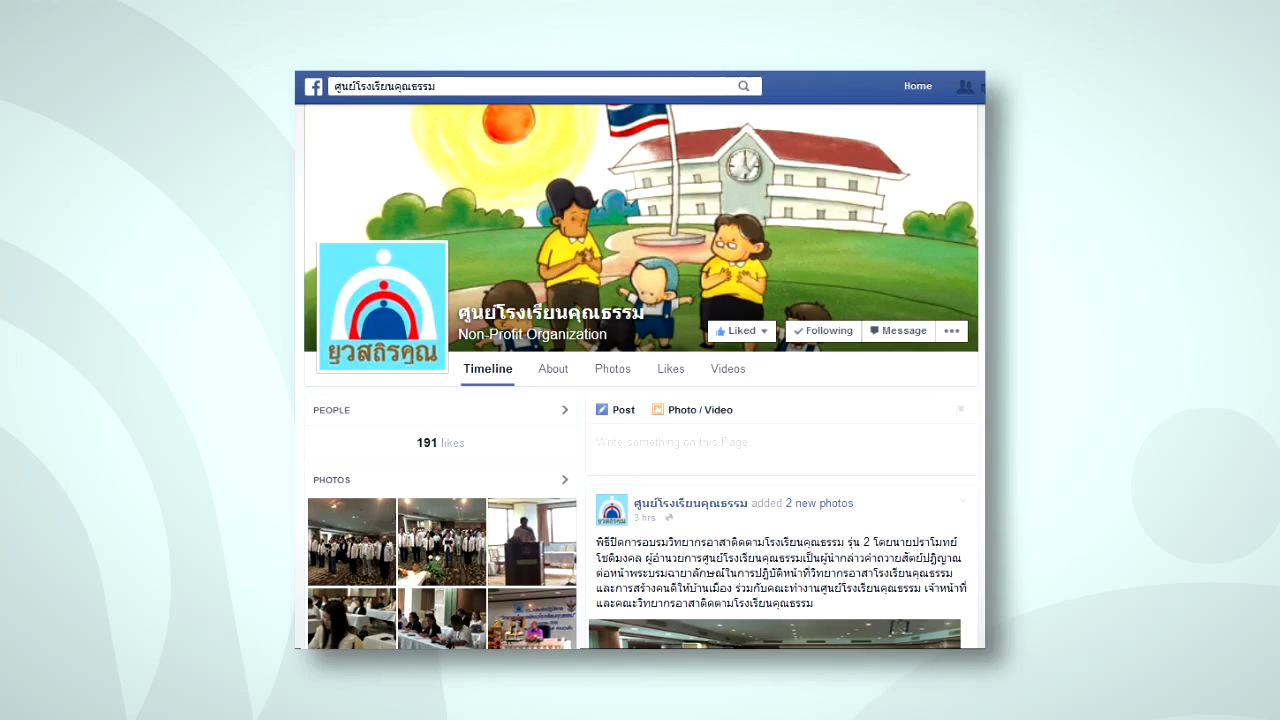 ศูนย์โรงเรียนคุณธรรม
Home
ศูนย์โรงเรียนคุณธรรม
Non-Profit Organization
ยุวสถิรคุณ
Liked
Following
Message
Timeline
About
Photos
Likes
Videos
PEOPLE
191 likes
PHOTOS
Post
Photo / Video
Write something on this Page.
ศูนย์โรงเรียนคุณธรรม added 2 new photos.
3 hrs
พิธีปิดการอบรมวิทยากรอาสาติดตามโรงเรียนคุณธรรม รุ่น 2 โดยนายปราโมทย์
โชติมงคล ผู้อำนวยการศูนย์โรงเรียนคุณธรรมเป็นผู้นำกล่าวคำถวายสัตย์ปฏิญาณ
ต่อหน้าพระบรมฉายาลักษณ์ในการปฏิบัติหน้าที่วิทยากรอาสาโรงเรียนคุณธรรม
และการสร้างคนดีให้บ้านเมือง ร่วมกับคณะทำงานศูนย์โรงเรียนคุณธรรม เจ้าหน้าที่
และคณะวิทยากรอาสาติดตามโรงเรียนคุณธรรม